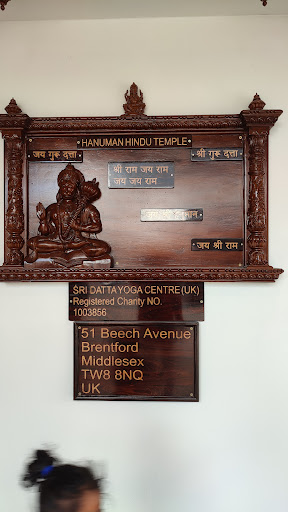 HANUMAN HINDU TEMPLE
जय गुरू दत्ता
श्री गुरू दत्ता
श्री राम जय राम
जय जय राम
जय श्री राम
SRI DATTA YOGA CENTRE (UK)
Registered Charity NO.
1003856
51 Beech Avenue
Brentford
Middlesex
TW8 8NQ
UK